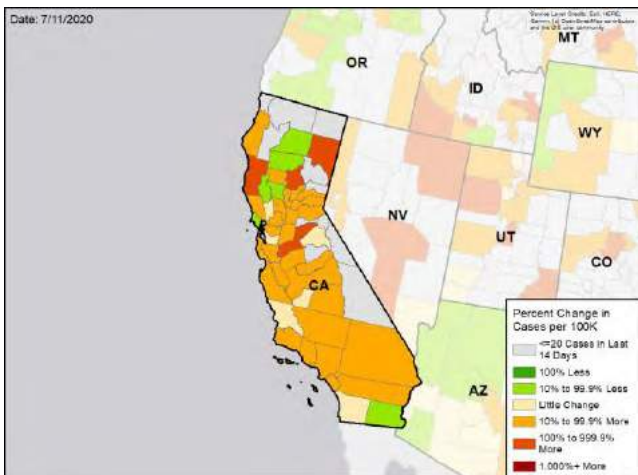 Date: 7/11/2020
MT
OR
ID
WY
NV
UT
CO
CA
AZ
Percent Change in
Cases per 100K
<=20 Cases in Last
14 Days
100% Less
10% to 99.9% Less
Little Change
10% to 99.9% More
100% to 999.9%
More
1,000%+ More